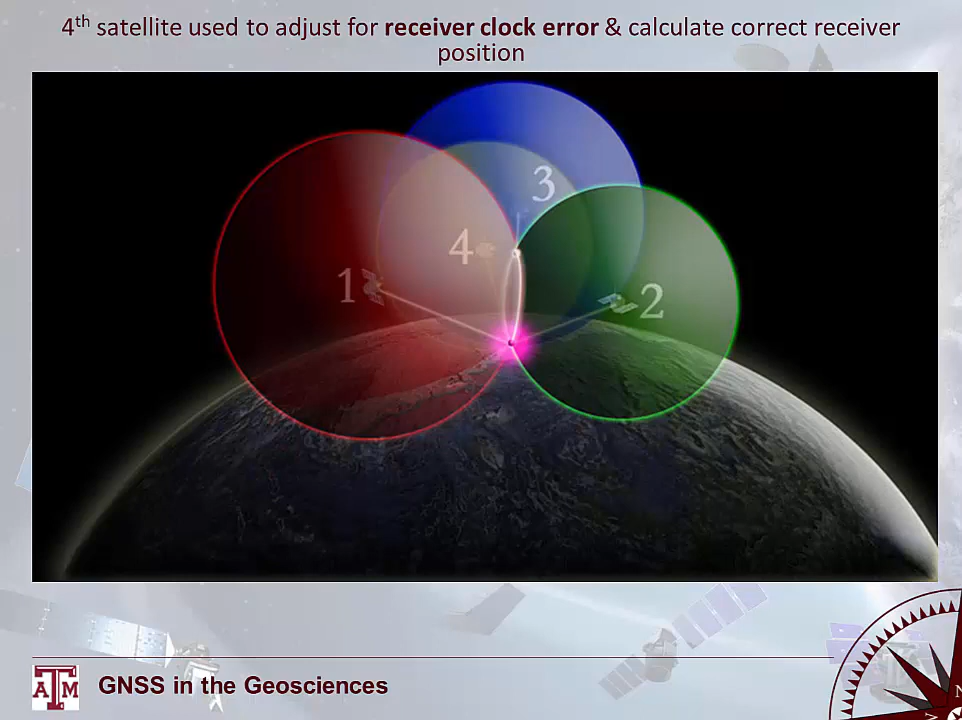 4th satellite used to adjust for receiver clock error & calculate correct receiver
position
3
4
1
2
ATM
GNSS in the Geosciences
N